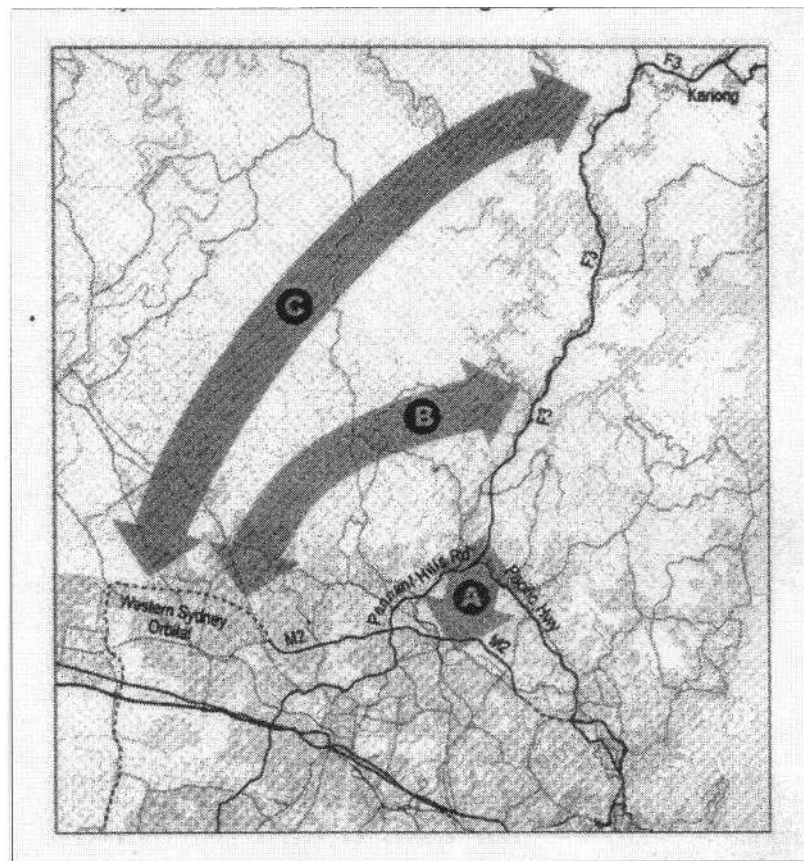 F3
Kariong
F3
C
B
F3
Pennant Hills Rd
Pacific Hwy
A
Western Sydney
Orbital
M2
M2